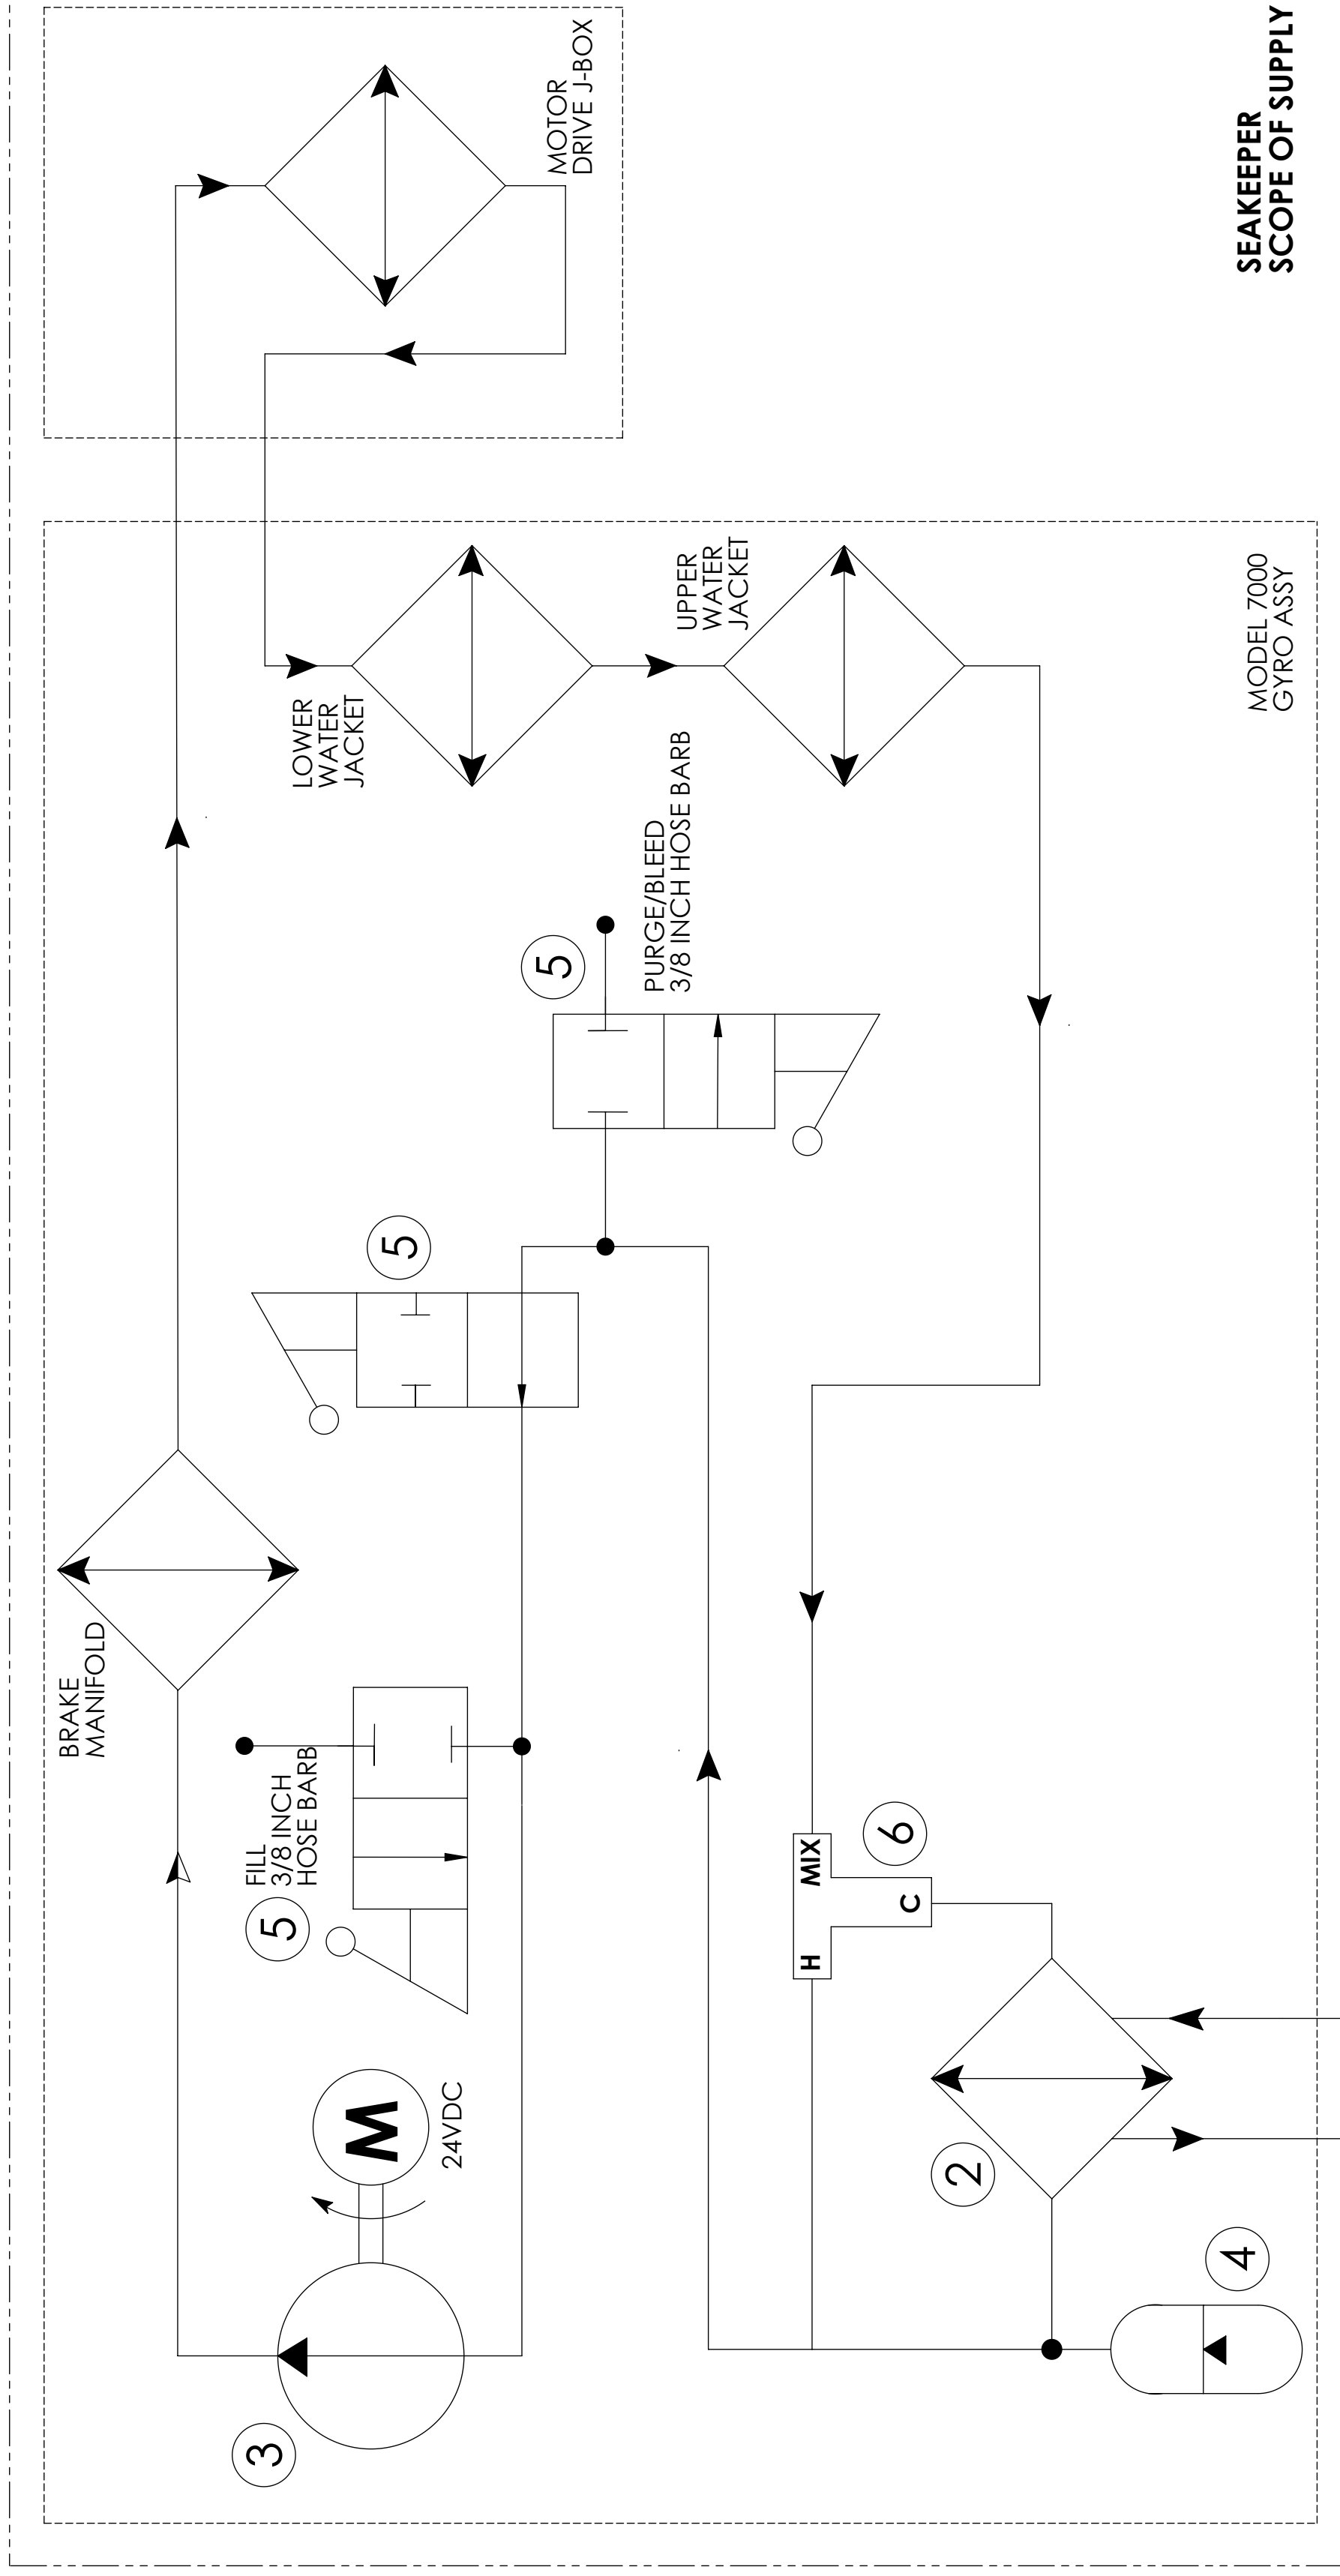 BRAKE
MANIFOLD
FILL
3/8 INCH
HOSE BARB
5
3
M
24VDC
5
5
PURGE/BLEED
3/8 INCH HOSE BARB
LOWER
WATER
JACKET
UPPER
WATER
JACKET
MOTOR
DRIVE J-BOX
H MIX
C
6
2
4
MODEL 7000
GYRO ASSY
SEAKEEPER
SCOPE OF SUPPLY